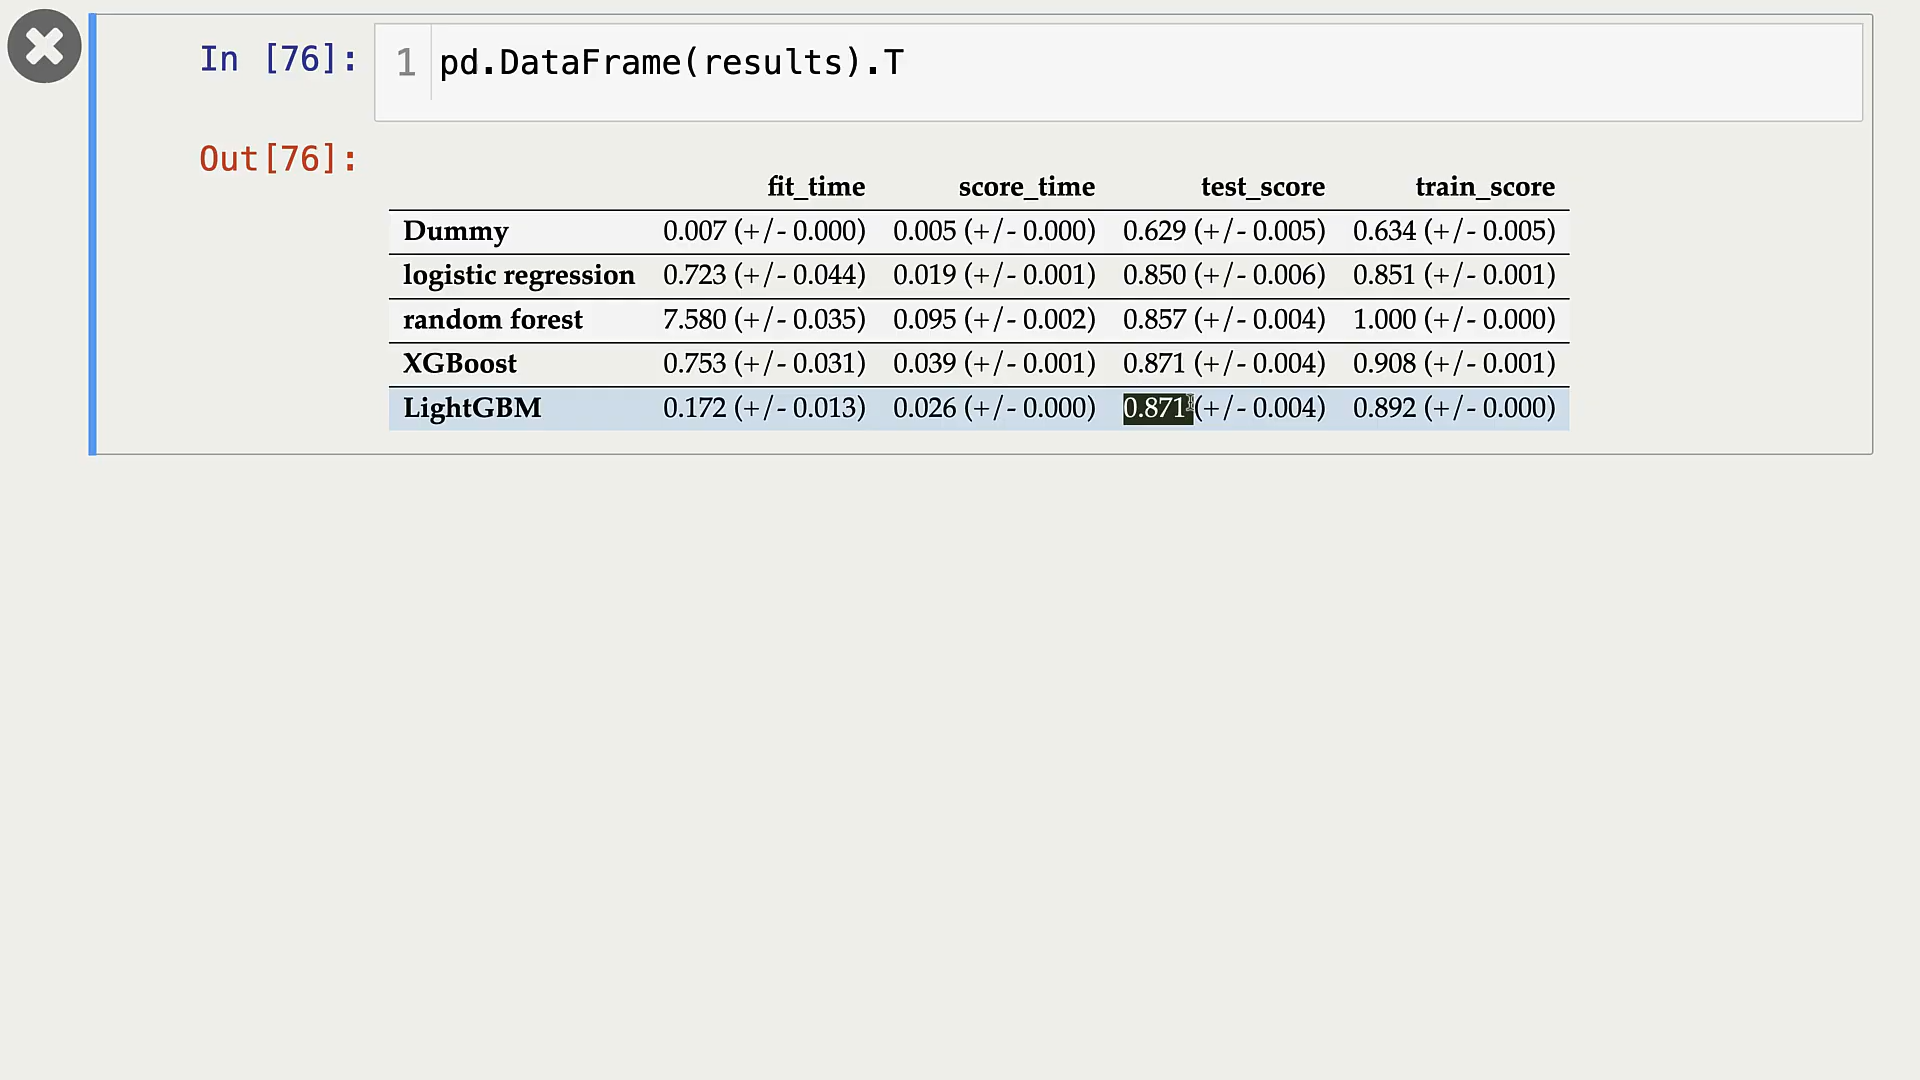 In [76]: 1 pd.DataFrame(results).T
Out[76]:
fit_time score_time test_score train_score
Dummy 0.007 (+/- 0.000) 0.005 (+/- 0.000) 0.629 (+/- 0.005) 0.634 (+/- 0.005)
logistic regression 0.723 (+/- 0.044) 0.019 (+/- 0.001) 0.850 (+/- 0.006) 0.851 (+/- 0.001)
random forest 7.580 (+/- 0.035) 0.095 (+/- 0.002) 0.857 (+/- 0.004) 1.000 (+/- 0.000)
XGBoost 0.753 (+/- 0.031) 0.039 (+/- 0.001) 0.871 (+/- 0.004) 0.908 (+/- 0.001)
LightGBM 0.172 (+/- 0.013) 0.026 (+/- 0.000) 0.871 (+/- 0.004) 0.892 (+/- 0.000)